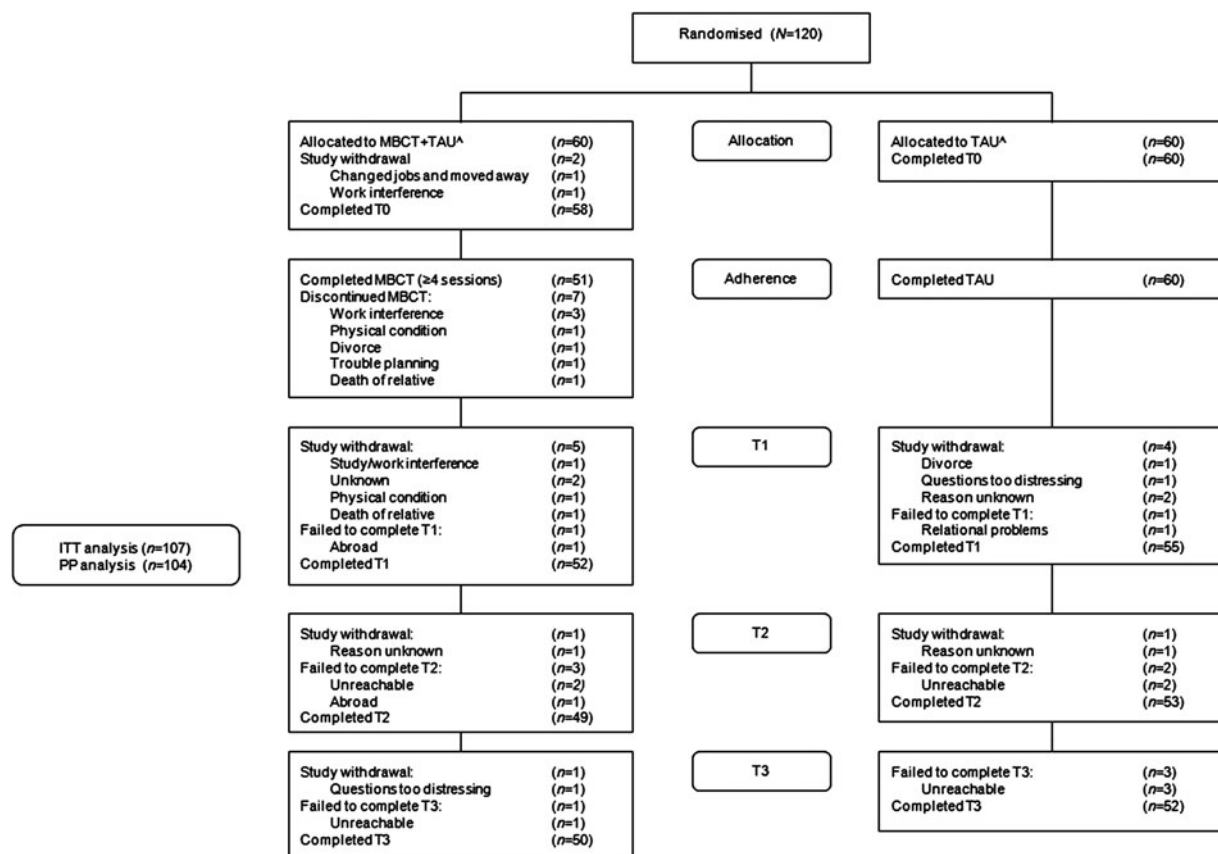 Randomised (N=120)
Allocated to MBCT+TAU^ (n=60)
Study withdrawal (n=2)
Changed jobs and moved away (n=1)
Work interference (n=1)
Completed T0 (n=58)
Allocation
Allocated to TAU^ (n=60)
Completed T0 (n=60)
Completed MBCT (≥4 sessions) (n=51)
Discontinued MBCT: (n=7)
Work interference (n=3)
Physical condition (n=1)
Divorce (n=1)
Trouble planning (n=1)
Death of relative (n=1)
Adherence
Completed TAU (n=60)
Study withdrawal: (n=5)
Study/work interference (n=1)
Unknown (n=2)
Physical condition (n=1)
Death of relative (n=1)
Failed to complete T1: (n=1)
Abroad (n=1)
Completed T1 (n=52)
T1
Study withdrawal: (n=4)
Divorce (n=1)
Questions too distressing (n=1)
Reason unknown (n=2)
Failed to complete T1: (n=1)
Relational problems (n=1)
Completed T1 (n=55)
ITT analysis (n=107)
PP analysis (n=104)
Study withdrawal: (n=1)
Reason unknown (n=1)
Failed to complete T2: (n=3)
Unreachable (n=2)
Abroad (n=1)
Completed T2 (n=49)
T2
Study withdrawal: (n=1)
Reason unknown (n=1)
Failed to complete T2: (n=2)
Unreachable (n=2)
Completed T2 (n=53)
Study withdrawal: (n=1)
Questions too distressing (n=1)
Failed to complete T3: (n=1)
Unreachable (n=1)
Completed T3 (n=50)
T3
Failed to complete T3: (n=3)
Unreachable (n=3)
Completed T3 (n=52)